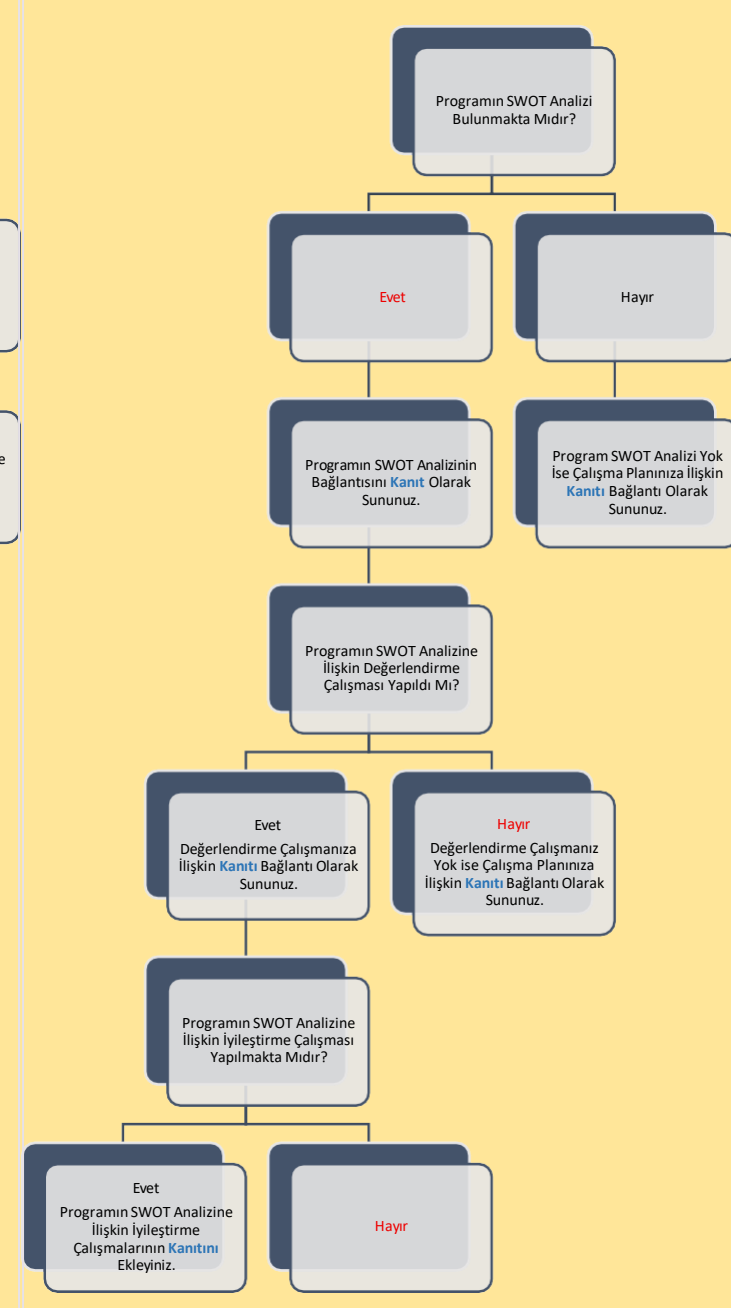 Programın SWOT Analizi
Bulunmakta Mıdır?
Evet
Hayır
Programın SWOT Analizinin
Bağlantısını Kanıt Olarak
Sununuz.
Program SWOT Analizi Yok
İse Çalışma Planınıza İlişkin
Kanıtı Bağlantı Olarak
Sununuz.
e
Programın SWOT Analizine
İlişkin Değerlendirme
Çalışması Yapıldı Mı?
Evet
Değerlendirme Çalışmanıza
İlişkin Kanıtı Bağlantı Olarak
Sununuz.
Hayır
Değerlendirme Çalışmanız
Yok ise Çalışma Planınıza
İlişkin Kanıtı Bağlantı Olarak
Sununuz.
Programın SWOT Analizine
İlişkin İyileştirme Çalışması
Yapılmakta Mıdır?
Evet
Programın SWOT Analizine
İlişkin İyileştirme
Çalışmalarının Kanıtını
Ekleyiniz.
Hayır